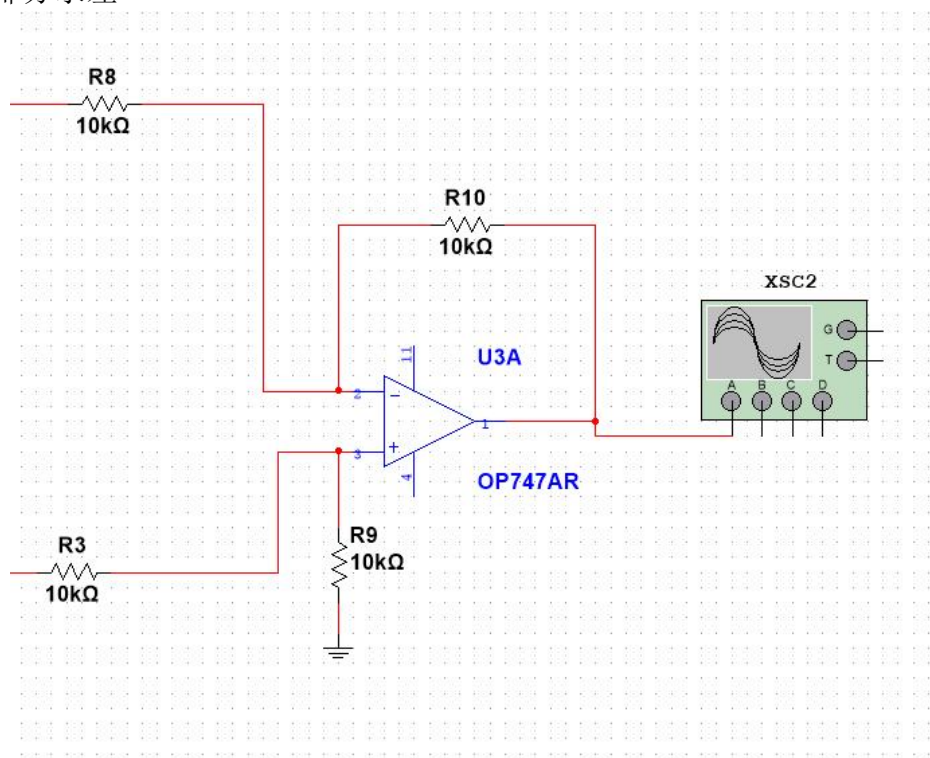 R8
10kΩ
R10
10kΩ
XSC2
G
T
A B C D
11
U3A
2
1
3
4
OP747AR
R3
10kΩ
R9
10kΩ